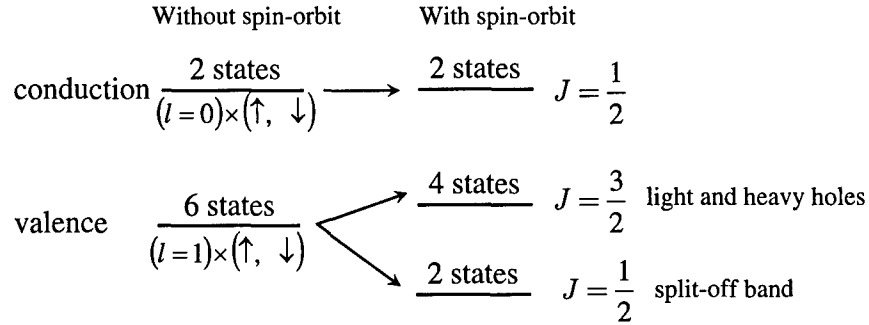 Without spin-orbit With spin-orbit
conduction 2 states 2 states J = 1/2
(l = 0)×(↑, ↓)
valence 6 states 4 states J = 3/2 light and heavy holes
(l = 1)×(↑, ↓)
2 states J = 1/2 split-off band